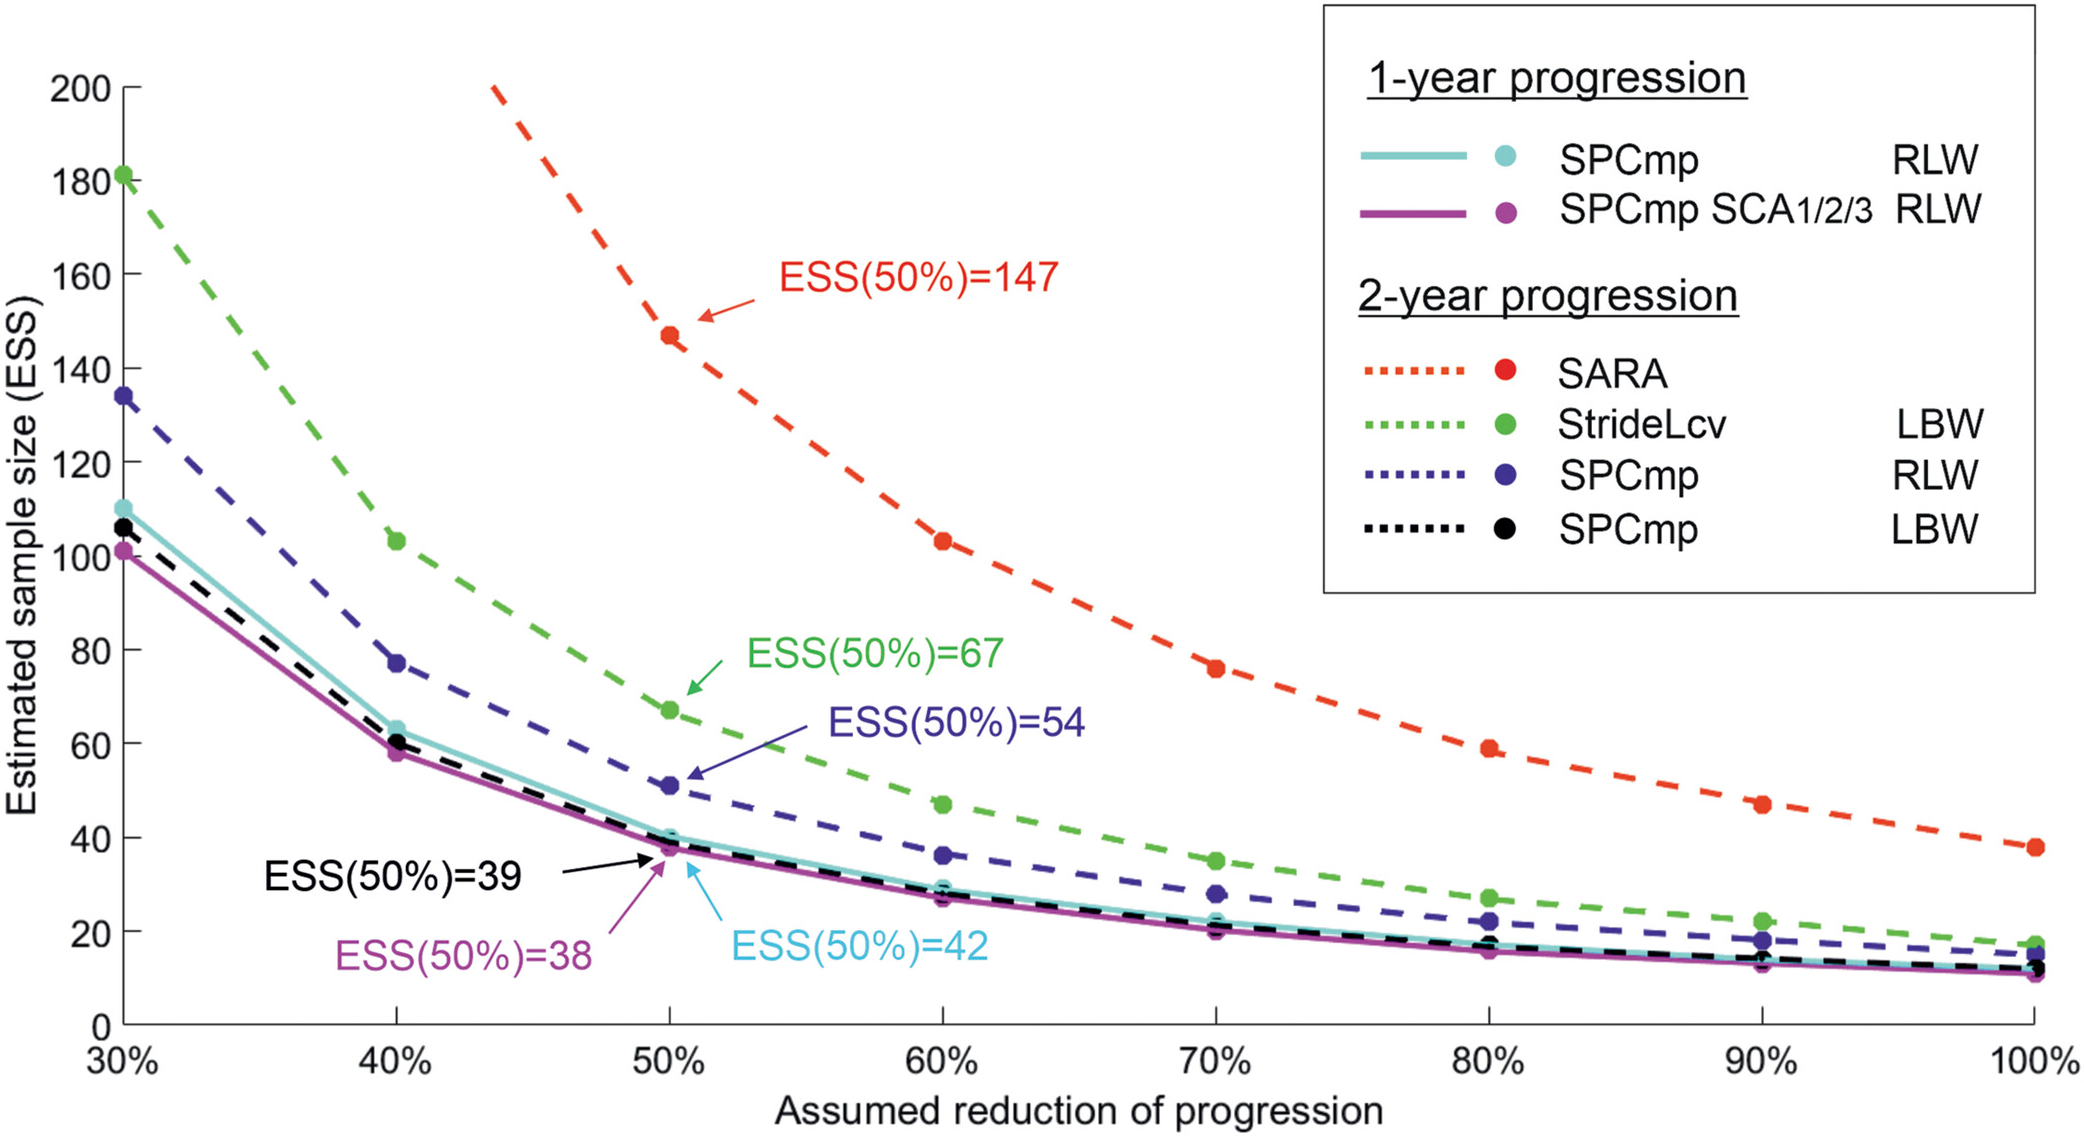 1-year progression
SPCmp RLW
SPCmp SCA1/2/3 RLW
2-year progression
SARA
StrideLcv LBW
SPCmp RLW
SPCmp LBW
Estimated sample size (ESS)
200
180
160
140
120
100
80
60
40
20
0
ESS(50%)=147
ESS(50%)=67
ESS(50%)=54
ESS(50%)=39
ESS(50%)=38
ESS(50%)=42
30% 40% 50% 60% 70% 80% 90% 100%
Assumed reduction of progression